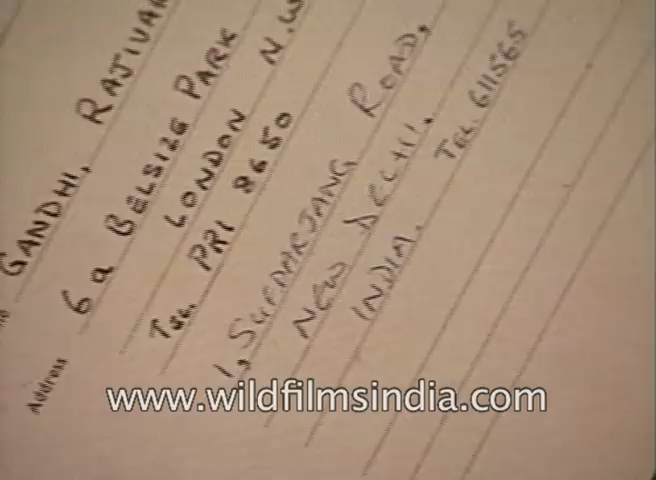 GANDHI, RAJIVAR
Address
6a BELSIZE PARK
LONDON N.W
TEL. PRI 8650
1, SUFDARJANG ROAD,
NEW DELHI.
INDIA. TEL. 611565
www.wildfilmsindia.com